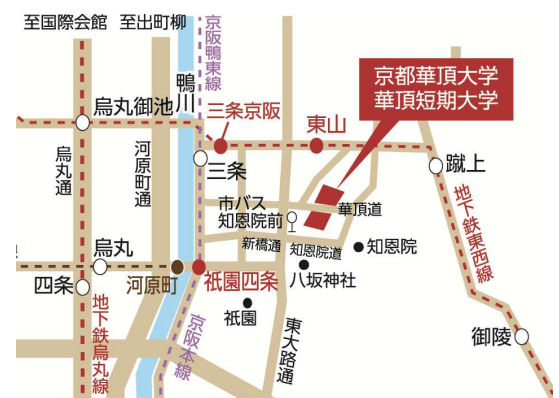 至国際会館
至出町柳
京阪鴨東線
鴨川
京都華頂大学
華頂短期大学
烏丸御池
三条京阪
東山
烏丸通
河原町通
三条
蹴上
市バス
知恩院前
華頂道
地下鉄東西線
新橋通
知恩院道
知恩院
烏丸
河原町
祇園四条
八坂神社
四条
祇園
地下鉄烏丸線
京阪本線
東大路通
御陵